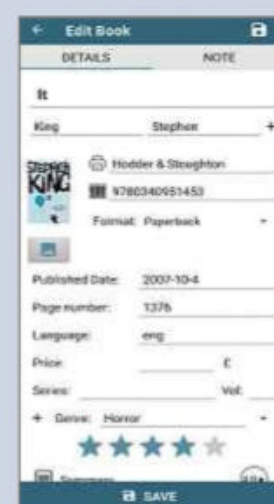 Edit Book
DETAILS NOTE
It
King Stephen +
STEPHEN KING
Hodder & Stoughton
9780340951453
Format: Paperback
Published Date: 2007-10-4
Page number: 1376
Language: eng
Price: £
Series: Vol:
+ Genre: Horror
SAVE